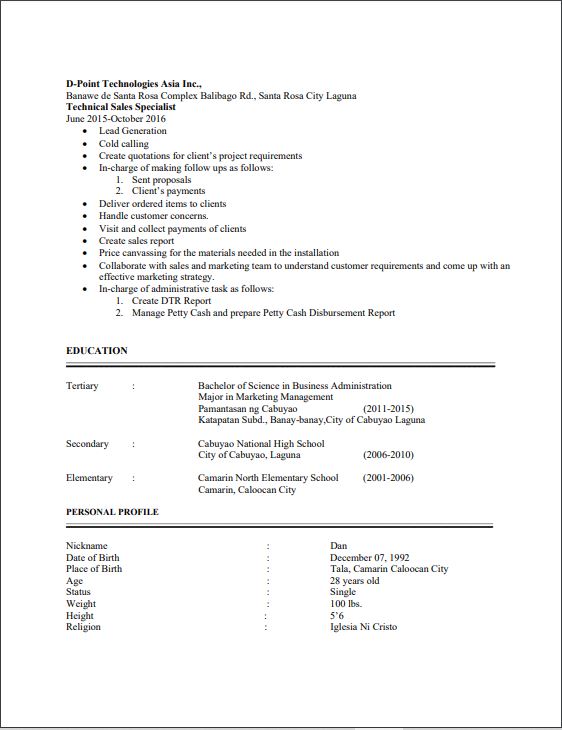 D-Point Technologies Asia Inc.,
Banawe de Santa Rosa Complex Balibago Rd., Santa Rosa City Laguna
Technical Sales Specialist
June 2015-October 2016
• Lead Generation
• Cold calling
• Create quotations for client's project requirements
• In-charge of making follow ups as follows:
1. Sent proposals
2. Client's payments
• Deliver ordered items to clients
• Handle customer concerns.
• Visit and collect payments of clients
• Create sales report
• Price canvassing for the materials needed in the installation
• Collaborate with sales and marketing team to understand customer requirements and come up with an
effective marketing strategy.
• In-charge of administrative task as follows:
1. Create DTR Report
2. Manage Petty Cash and prepare Petty Cash Disbursement Report
EDUCATION
Tertiary : Bachelor of Science in Business Administration
Major in Marketing Management
Pamantasan ng Cabuyao (2011-2015)
Katapatan Subd., Banay-banay,City of Cabuyao Laguna
Secondary : Cabuyao National High School
City of Cabuyao, Laguna (2006-2010)
Elementary : Camarin North Elementary School (2001-2006)
Camarin, Caloocan City
PERSONAL PROFILE
Nickname : Dan
Date of Birth : December 07, 1992
Place of Birth : Tala, Camarin Caloocan City
Age : 28 years old
Status : Single
Weight : 100 lbs.
Height : 5'6
Religion : Iglesia Ni Cristo